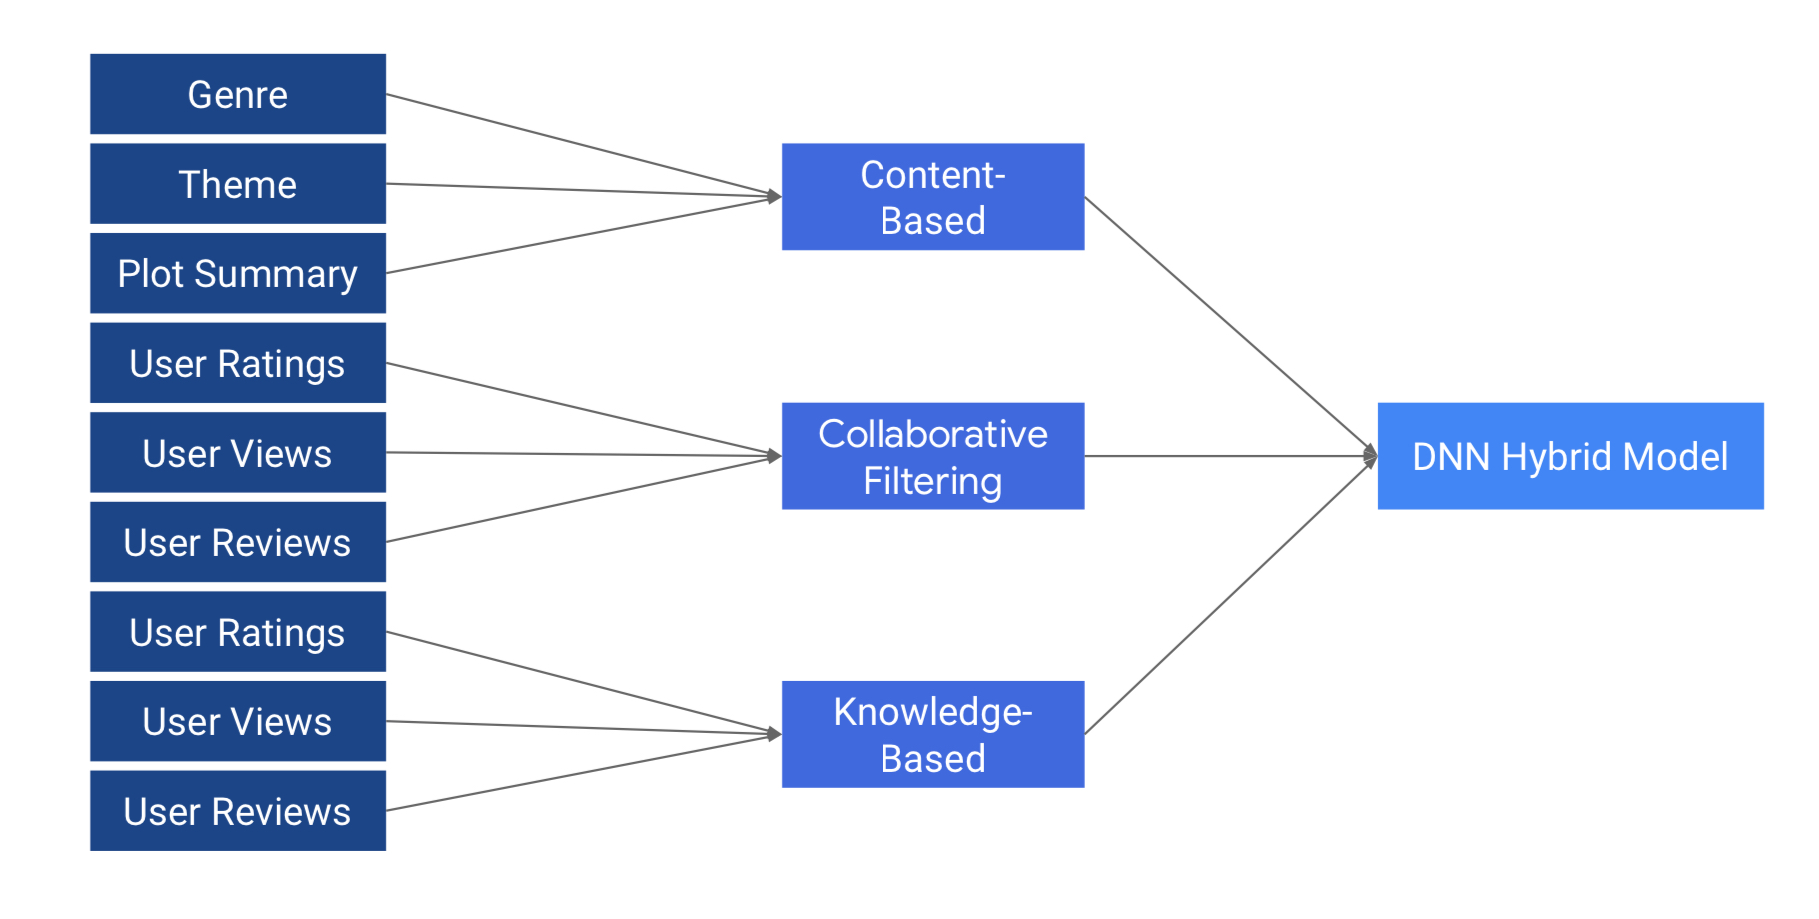 Genre
Theme
Plot Summary
User Ratings
User Views
User Reviews
User Ratings
User Views
User Reviews
Content-
Based
Collaborative
Filtering
Knowledge-
Based
DNN Hybrid Model